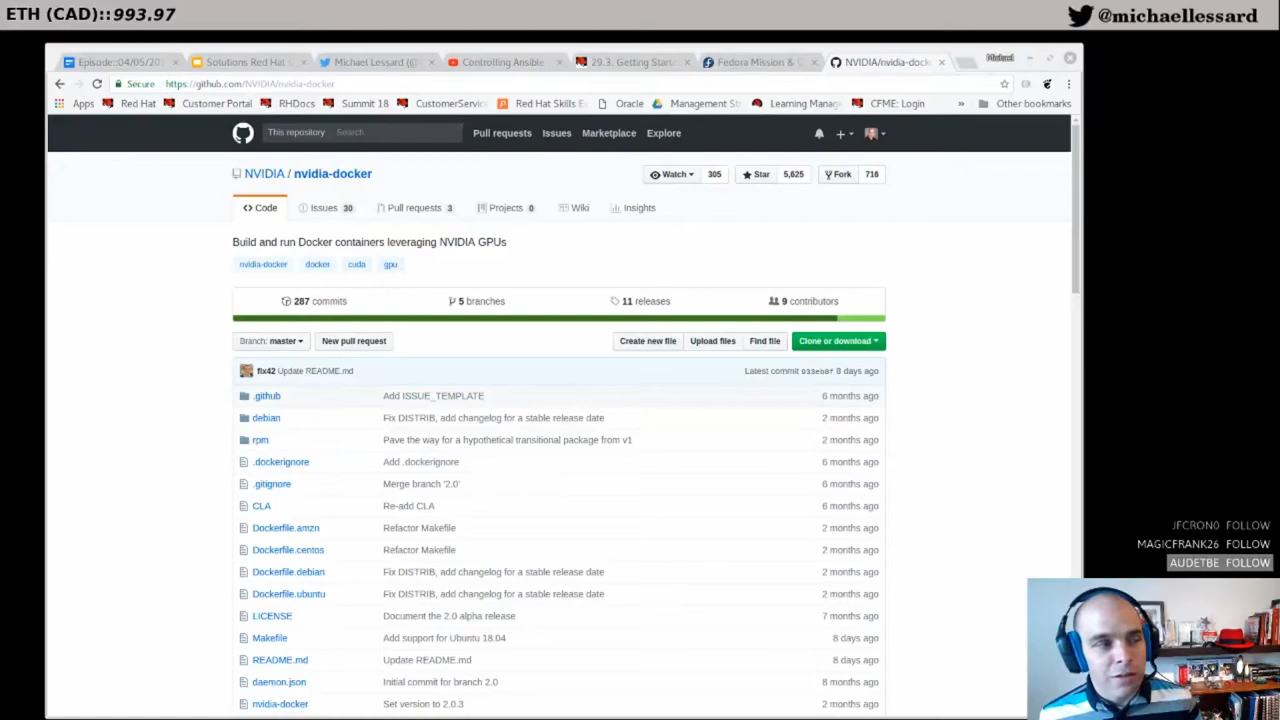 ETH (CAD)::993.97
@michaellessard
Episode::04/05/201
Solutions Red Hat
Michael Lessard (@
Controlling Ansible
29.3. Getting Starte
Fedora Mission &
NVIDIA/nvidia-dock
Michael
Secure
https://github.com/NVIDIA/nvidia-docker
Apps
Red Hat
Customer Portal
RHDocs
Summit 18
CustomerService
Red Hat Skills Ex
Oracle
Management St
Learning Manag
CFME: Login
»
Other bookmarks
This repository
Search
Pull requests
Issues
Marketplace
Explore
NVIDIA / nvidia-docker
Watch 305
Star 5,625
Fork 716
Code
Issues 30
Pull requests 3
Projects 0
Wiki
Insights
Build and run Docker containers leveraging NVIDIA GPUs
nvidia-docker
docker
cuda
gpu
287 commits
5 branches
11 releases
9 contributors
Branch: master
New pull request
Create new file
Upload files
Find file
Clone or download
flx42 Update README.md
Latest commit 8 days ago
.github Add ISSUE_TEMPLATE 6 months ago
debian Fix DISTRIB, add changelog for a stable release date 2 months ago
rpm Pave the way for a hypothetical transitional package from v1 2 months ago
.dockerignore Add .dockerignore 6 months ago
.gitignore Merge branch '2.0' 6 months ago
CLA Re-add CLA 6 months ago
Dockerfile.amzn Refactor Makefile 2 months ago
Dockerfile.centos Refactor Makefile 2 months ago
Dockerfile.debian Fix DISTRIB, add changelog for a stable release date 2 months ago
Dockerfile.ubuntu Fix DISTRIB, add changelog for a stable release date 2 months ago
LICENSE Document the 2.0 alpha release 7 months ago
Makefile Add support for Ubuntu 18.04 8 days ago
README.md Update README.md 8 days ago
daemon.json Initial commit for branch 2.0 8 months ago
nvidia-docker Set version to 2.0.3 2 months ago
JFCRON0 FOLLOW
MAGICFRANK26 FOLLOW
AUDETBE FOLLOW